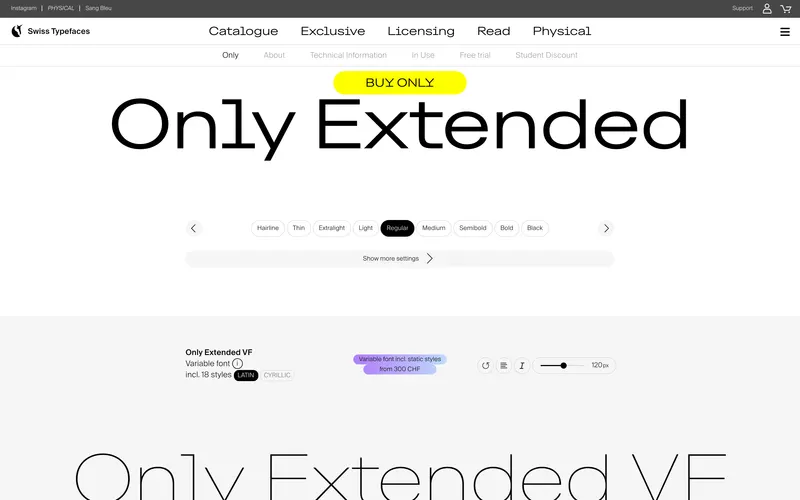 Instagram | PHYSICAL | Sang Bleu Support
Swiss Typefaces Catalogue Exclusive Licensing Read Physical
Only About Technical Information In Use Free trial Student Discount
BUY ONLY
Only Extended
Hairline Thin Extralight Light Regular Medium Semibold Bold Black
Show more settings
Only Extended VF
Variable font i
incl. 18 styles LATIN CYRILLIC
Variable font incl. static styles
from 300 CHF
I 120px
Only Extended VF